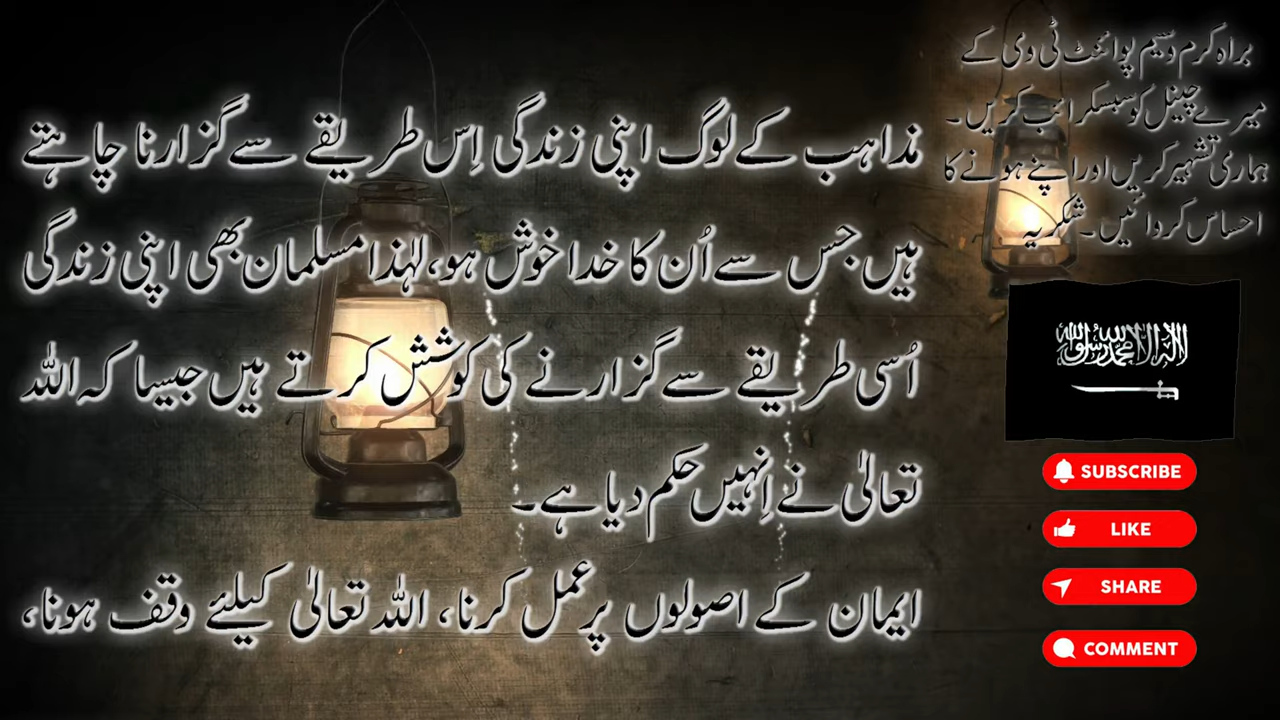 مذاہب کے لوگ اپنی زندگی اِس طریقے سے گزارنا چاہتے
ہیں جس سے اُن کا خدا خوش ہو، لہٰذا مسلمان بھی اپنی زندگی
اُسی طریقے سے گزارنے کی کوشش کرتے ہیں جیسا کہ اللہ
تعالیٰ نے اِنہیں حکم دیا ہے۔
ایمان کے اصولوں پر عمل کرنا، اللہ تعالیٰ کیلئے وقف ہونا،
براہ کرم وسیم پوائنٹ ٹی وی کے
میرے چینل کو سبسکرائب کریں۔
ہماری تشہیر کریں اور اپنے ہونے کا
احساس کروائیں۔ شکریہ
لا الہ الا اللہ محمد رسول اللہ
SUBSCRIBE
LIKE
SHARE
COMMENT